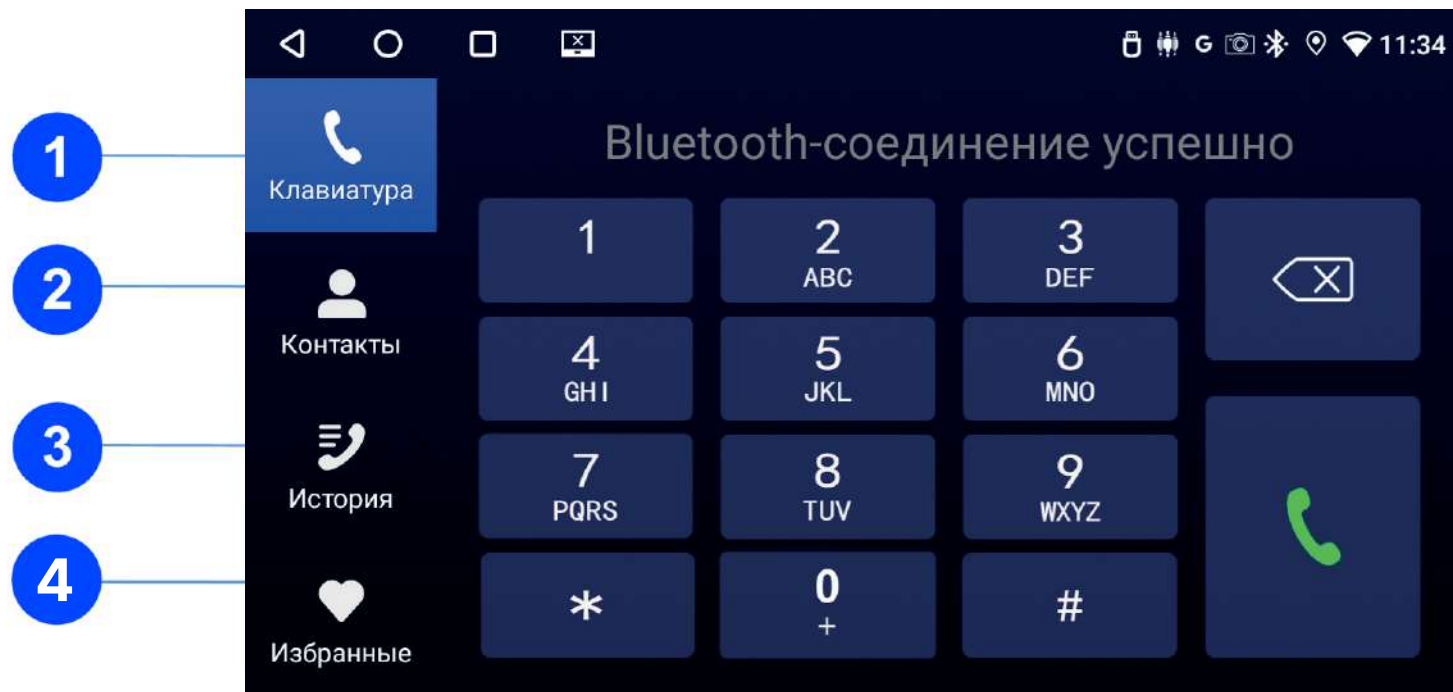 G 11:34
1
Клавиатура
2
Контакты
3
История
4
Избранные
Bluetooth-соединение успешно
1 2 3
ABC DEF
4 5 6
GHI JKL MNO
7 8 9
PQRS TUV WXYZ
* 0 #
+